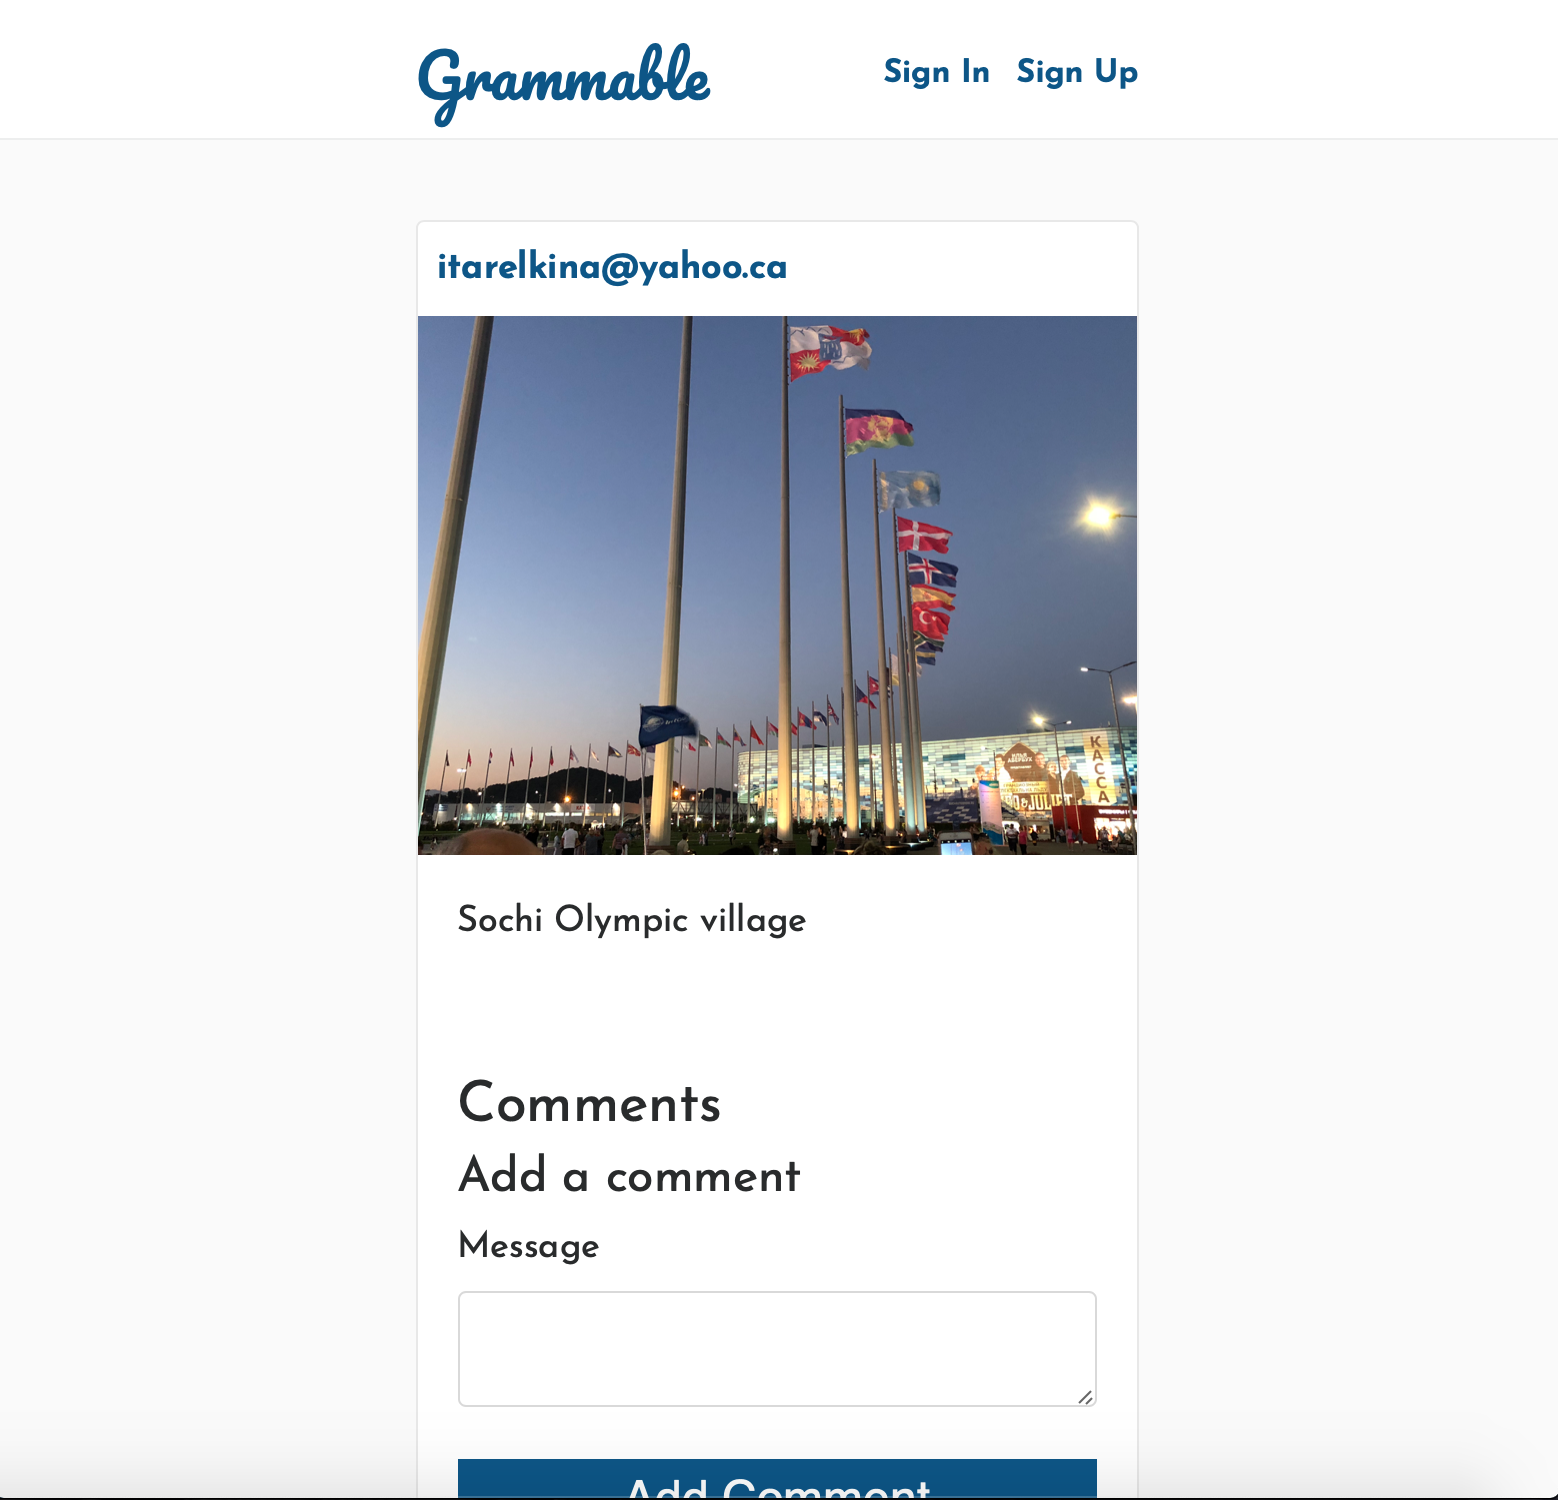 Grammable
Sign In Sign Up
itarelkina@yahoo.ca
КАССА
Sochi Olympic village
Comments
Add a comment
Message
Add Comment